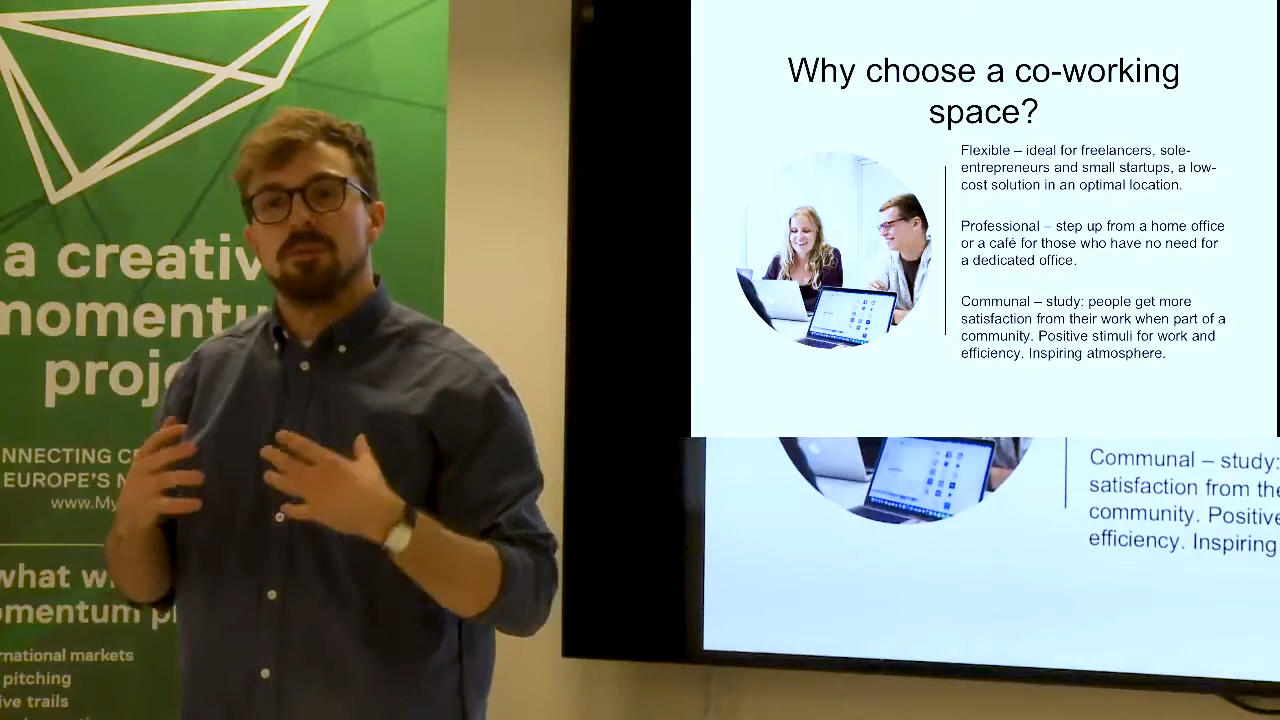 a creativ
momentu
proje
NNECTING
EUROPE'S
www.My
what w
omentum
rnational markets
pitching
ive trails
Why choose a co-working
space?
Flexible – ideal for freelancers, sole-
entrepreneurs and small startups, a low-
cost solution in an optimal location.
Professional – step up from a home office
or a café for those who have no need for
a dedicated office.
Communal – study: people get more
satisfaction from their work when part of a
community. Positive stimuli for work and
efficiency. Inspiring atmosphere.
Communal – study:
satisfaction from the
community. Positive
efficiency. Inspiring